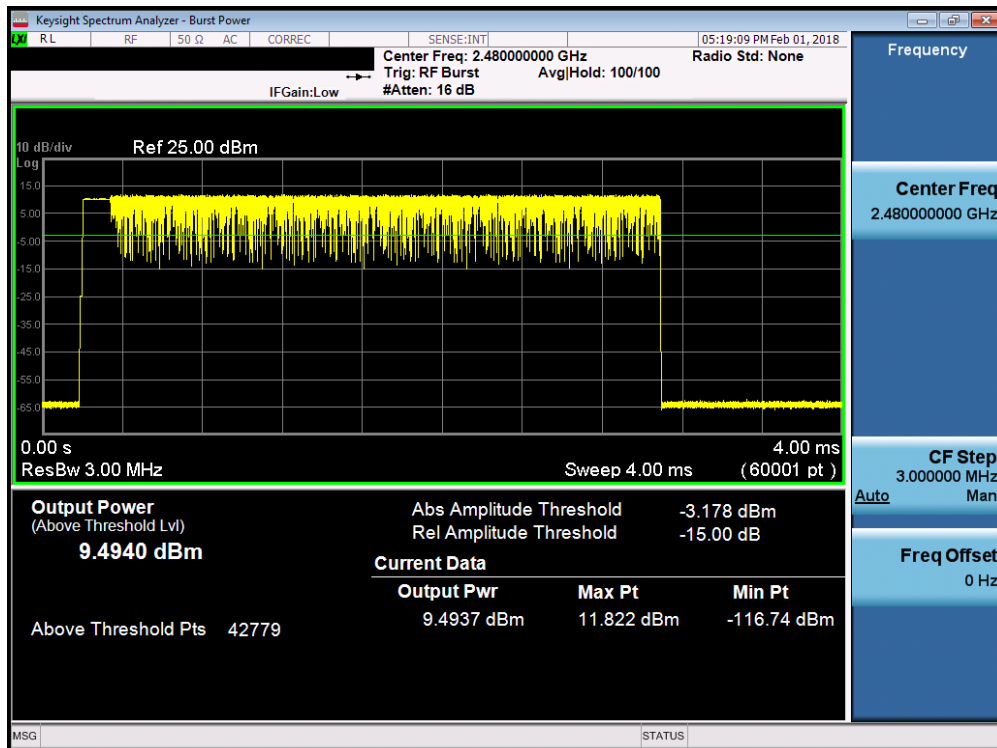 Keysight Spectrum Analyzer - Burst Power
LXI RL RF 50 Ω AC CORREC SENSE:INT 05:19:09 PM Feb 01, 2018
Center Freq: 2.480000000 GHz Radio Std: None
Trig: RF Burst Avg|Hold: 100/100
IFGain:Low #Atten: 16 dB
10 dB/div Ref 25.00 dBm
Log
15.0
5.00
-5.00
-15.0
-25.0
-35.0
-45.0
-55.0
-65.0
0.00 s 4.00 ms
ResBw 3.00 MHz Sweep 4.00 ms (60001 pt)
Output Power
(Above Threshold Lvl)
9.4940 dBm
Above Threshold Pts 42779
Abs Amplitude Threshold -3.178 dBm
Rel Amplitude Threshold -15.00 dB
Current Data
Output Pwr Max Pt Min Pt
9.4937 dBm 11.822 dBm -116.74 dBm
Frequency
Center Freq
2.480000000 GHz
CF Step
3.000000 MHz
Auto Man
Freq Offset
0 Hz
MSG STATUS